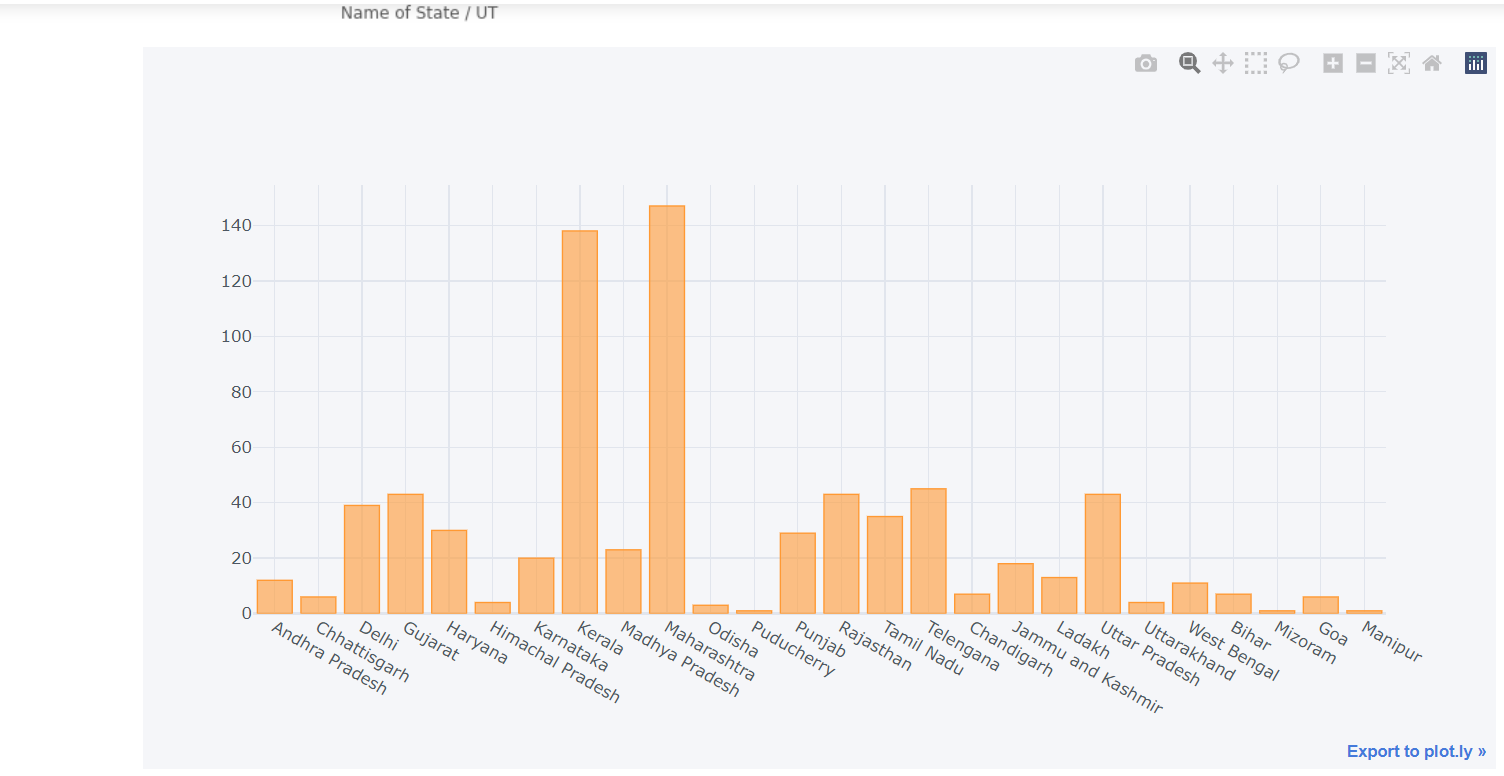 Name of State / UT
140
120
100
80
60
40
20
0
Andhra Pradesh
Chhattisgarh
Delhi
Gujarat
Haryana
Himachal Pradesh
Karnataka
Kerala
Madhya Pradesh
Maharashtra
Odisha
Puducherry
Punjab
Rajasthan
Tamil Nadu
Telengana
Chandigarh
Jammu and Kashmir
Ladakh
Uttar Pradesh
Uttarakhand
West Bengal
Bihar
Mizoram
Goa
Manipur
Export to plot.ly »